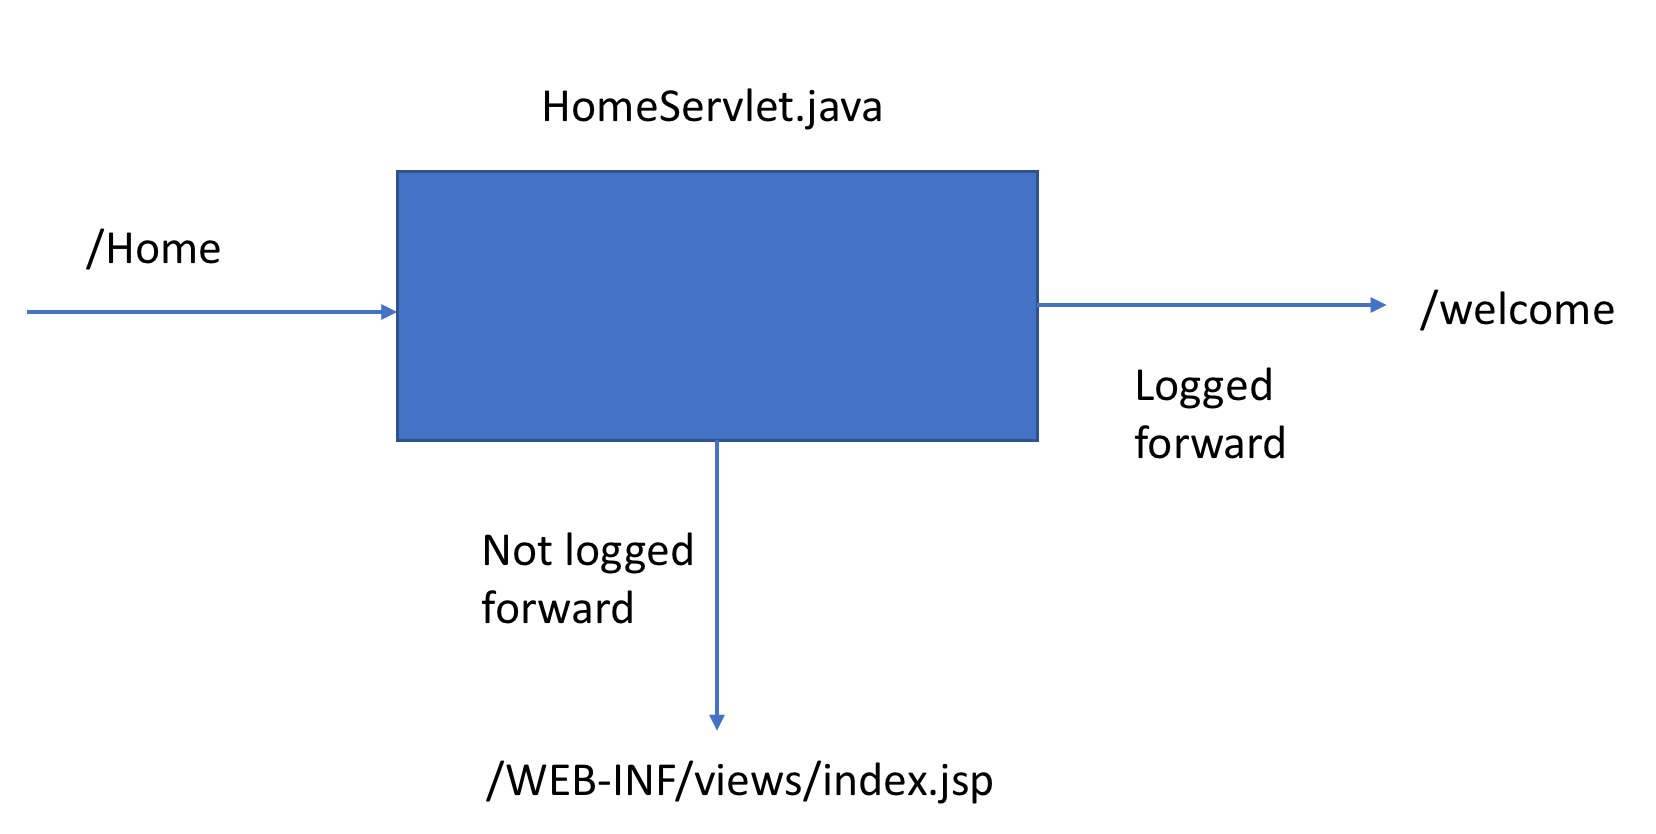 HomeServlet.java
/Home
/welcome
Logged
forward
Not logged
forward
/WEB-INF/views/index.jsp